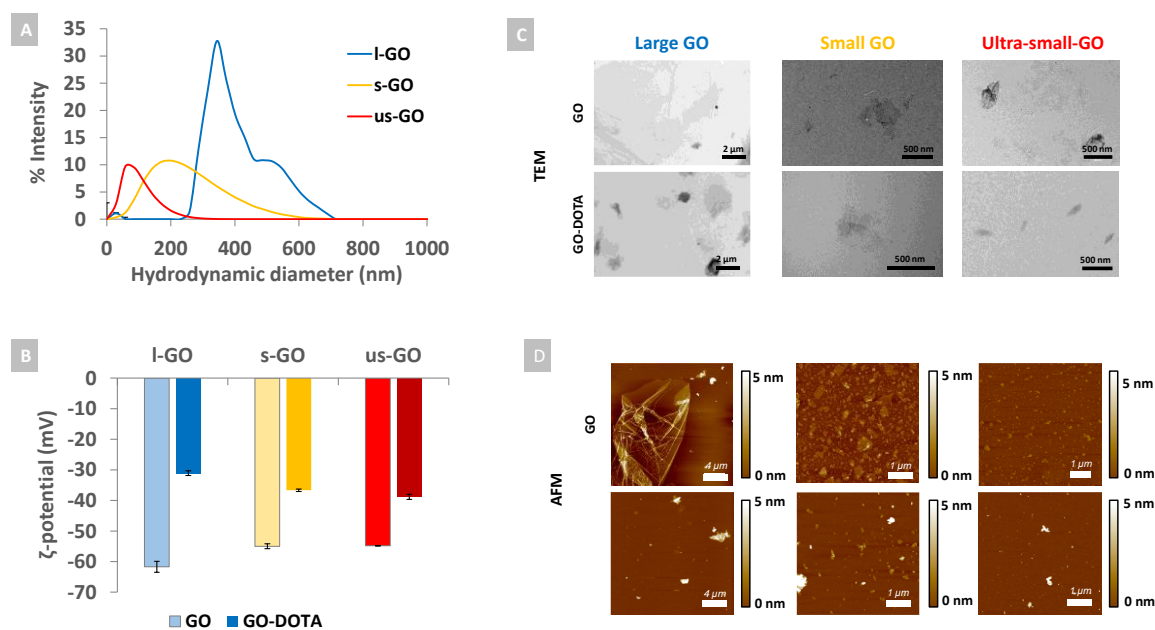 A
35
30
25
20
15
10
5
0
% Intensity
l-GO
s-GO
us-GO
0 200 400 600 800 1000
Hydrodynamic diameter (nm)
B
l-GO s-GO us-GO
0
-10
-20
-30
-40
-50
-60
-70
ζ-potential (mV)
GO GO-DOTA
C
Large GO Small GO Ultra-small-GO
TEM
GO
2 µm 500 nm 500 nm
GO-DOTA
2 µm 500 nm 500 nm
D
AFM
GO
5 nm 5 nm 5 nm
4 µm 1 µm 1 µm
0 nm 0 nm 0 nm
5 nm 5 nm 5 nm
4 µm 1 µm 1 µm
0 nm 0 nm 0 nm